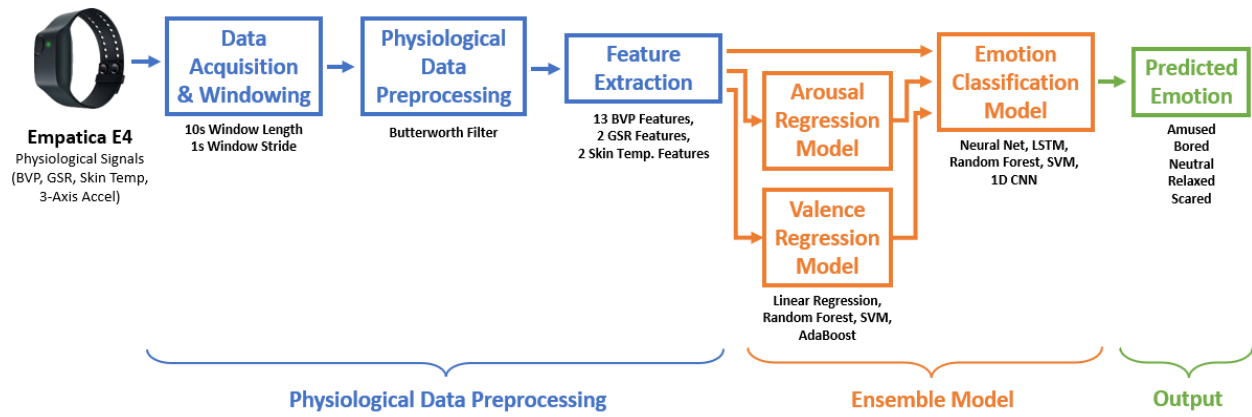 Empatica E4
Physiological Signals
(BVP, GSR, Skin Temp,
3-Axis Accel)
Data
Acquisition
& Windowing
10s Window Length
1s Window Stride
Physiological
Data
Preprocessing
Butterworth Filter
Feature
Extraction
13 BVP Features,
2 GSR Features,
2 Skin Temp. Features
Arousal
Regression
Model
Valence
Regression
Model
Linear Regression,
Random Forest, SVM,
AdaBoost
Emotion
Classification
Model
Neural Net, LSTM,
Random Forest, SVM,
1D CNN
Predicted
Emotion
Amused
Bored
Neutral
Relaxed
Scared
Physiological Data Preprocessing
Ensemble Model
Output